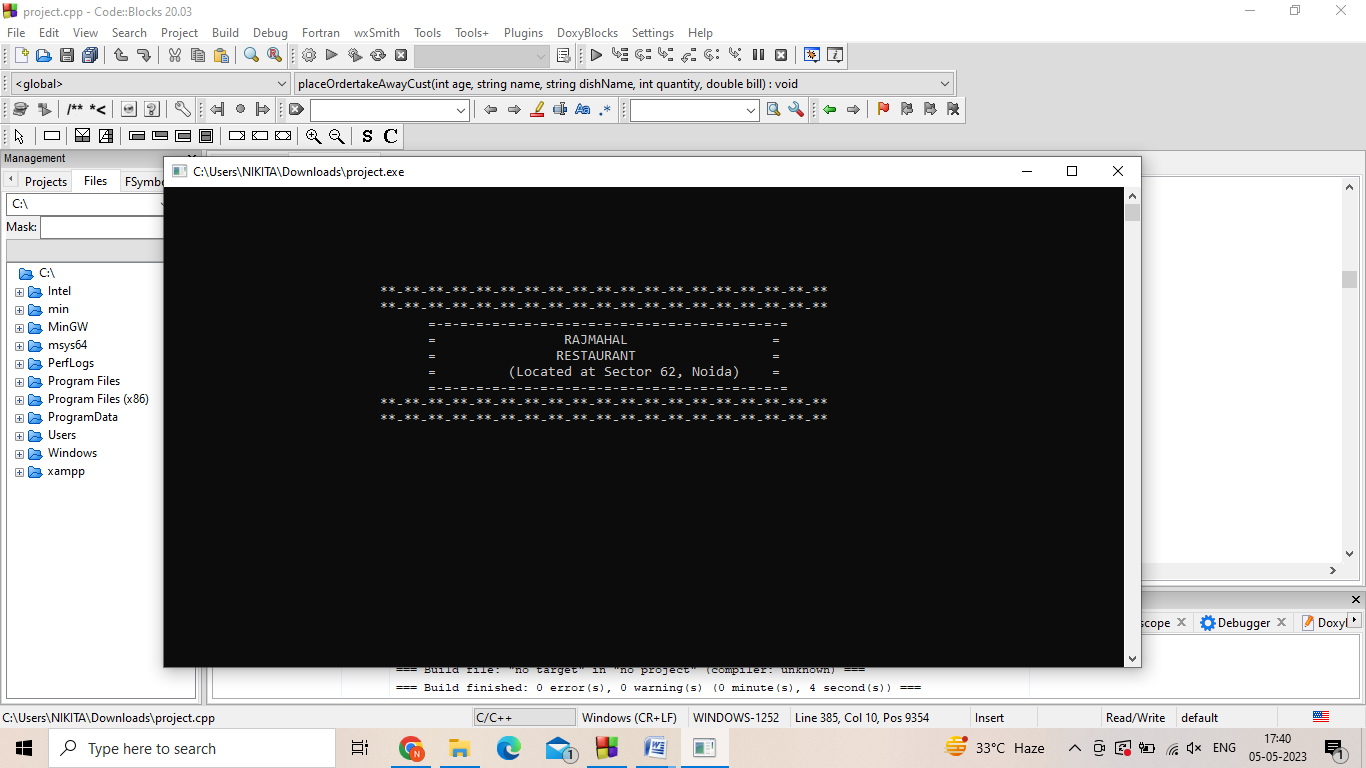 project.cpp - Code::Blocks 20.03
File Edit View Search Project Build Debug Fortran wxSmith Tools Tools+ Plugins DoxyBlocks Settings Help
<global>
placeOrdertakeAwayCust(int age, string name, string dishName, int quantity, double bill) : void
/** *<
Aa .*
S C
Management
Projects Files FSymbo
C:\
Mask:
C:\
Intel
min
MinGW
msys64
PerfLogs
Program Files
Program Files (x86)
ProgramData
Users
Windows
xampp
C:\Users\NIKITA\Downloads\project.exe
**-**-**-**-**-**-**-**-**-**-**-**-**-**-**-**-**-**-**
**-**-**-**-**-**-**-**-**-**-**-**-**-**-**-**-**-**-**
=-=-=-=-=-=-=-=-=-=-=-=-=-=-=-=-=-=-=-=-=-=-=
= RAJMAHAL =
= RESTAURANT =
= (Located at Sector 62, Noida) =
=-=-=-=-=-=-=-=-=-=-=-=-=-=-=-=-=-=-=-=-=-=-=
**-**-**-**-**-**-**-**-**-**-**-**-**-**-**-**-**-**-**
**-**-**-**-**-**-**-**-**-**-**-**-**-**-**-**-**-**-**
scope Debugger Doxyl
=== Build file: "no target" in "no project" (compiler: unknown) ===
=== Build finished: 0 error(s), 0 warning(s) (0 minute(s), 4 second(s)) ===
C:\Users\NIKITA\Downloads\project.cpp C/C++ Windows (CR+LF) WINDOWS-1252 Line 385, Col 10, Pos 9354 Insert Read/Write default
Type here to search
N
1
33°C Haze
ENG
17:40
05-05-2023
1